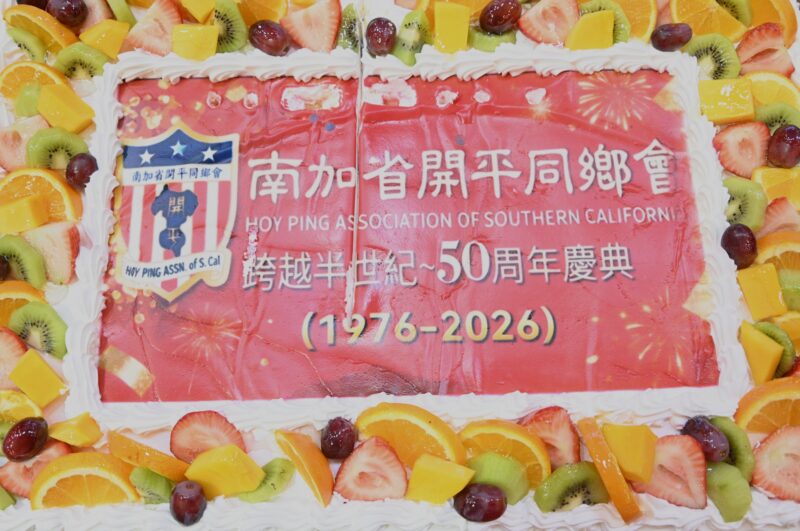 南加省開平同鄉會
HOY PING ASSOCIATION OF SOUTHERN CALIFORNI
跨越半世紀~50周年慶典
(1976-2026)
南加省開平同鄉會
開平
HOY PING ASSN. of S. Cal